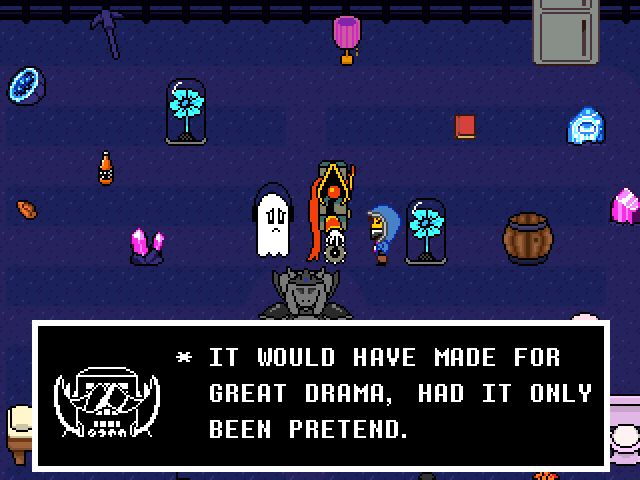 * IT WOULD HAVE MADE FOR
GREAT DRAMA, HAD IT ONLY
BEEN PRETEND.